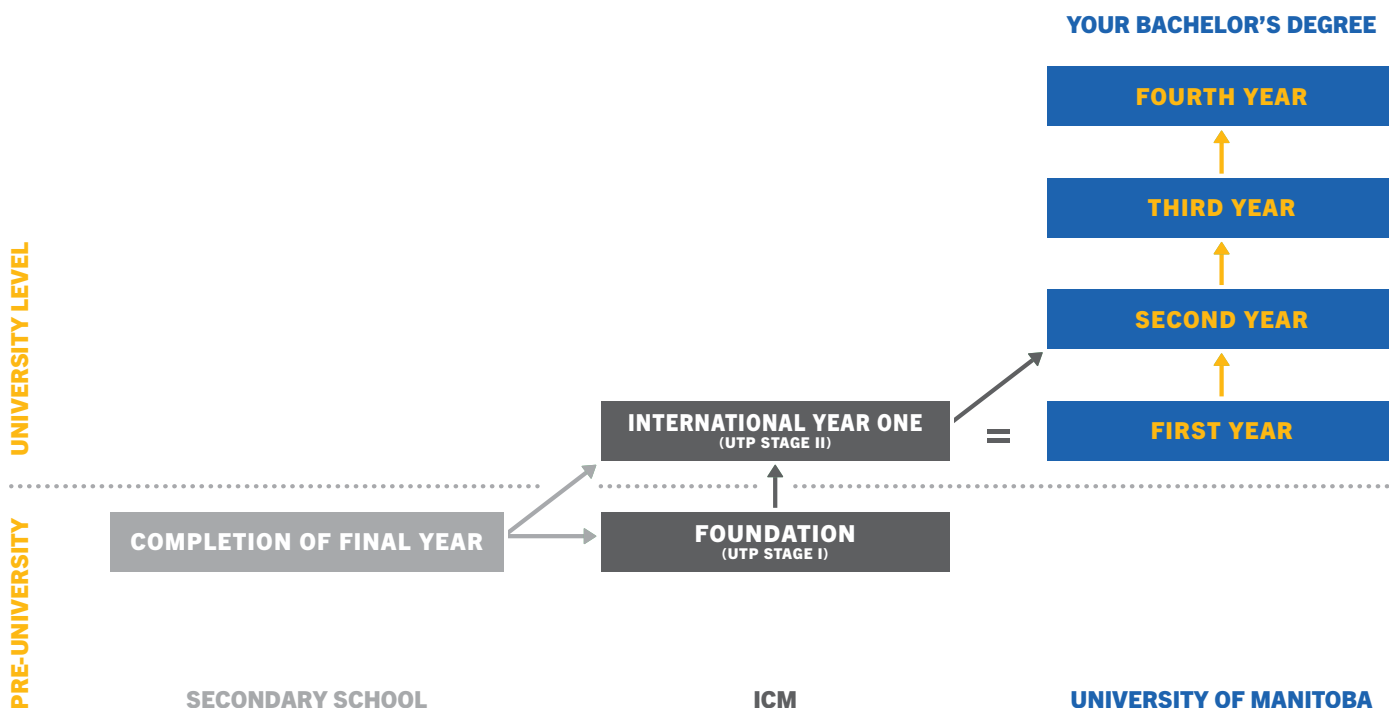 YOUR BACHELOR'S DEGREE
FOURTH YEAR
THIRD YEAR
SECOND YEAR
UNIVERSITY LEVEL
INTERNATIONAL YEAR ONE
(UTP STAGE II)
=
FIRST YEAR
PRE-UNIVERSITY
COMPLETION OF FINAL YEAR
FOUNDATION
(UTP STAGE I)
SECONDARY SCHOOL
ICM
UNIVERSITY OF MANITOBA